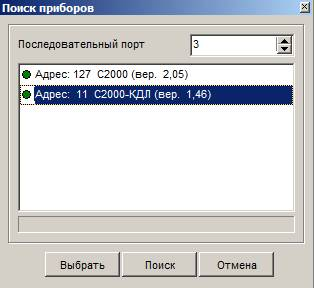 Поиск приборов
Последовательный порт 3
Адрес: 127 С2000 (вер. 2,05)
Адрес: 11 С2000-КДЛ (вер. 1,46)
Выбрать Поиск Отмена